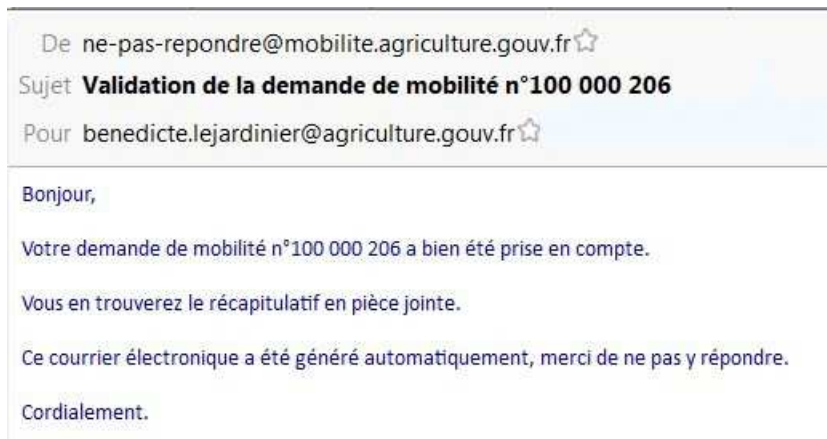 De ne-pas-repondre@mobilite.agriculture.gouv.fr
Sujet Validation de la demande de mobilité n°100 000 206
Pour benedicte.lejardinier@agriculture.gouv.fr
Bonjour,
Votre demande de mobilité n°100 000 206 a bien été prise en compte.
Vous en trouverez le récapitulatif en pièce jointe.
Ce courrier électronique a été généré automatiquement, merci de ne pas y répondre.
Cordialement.